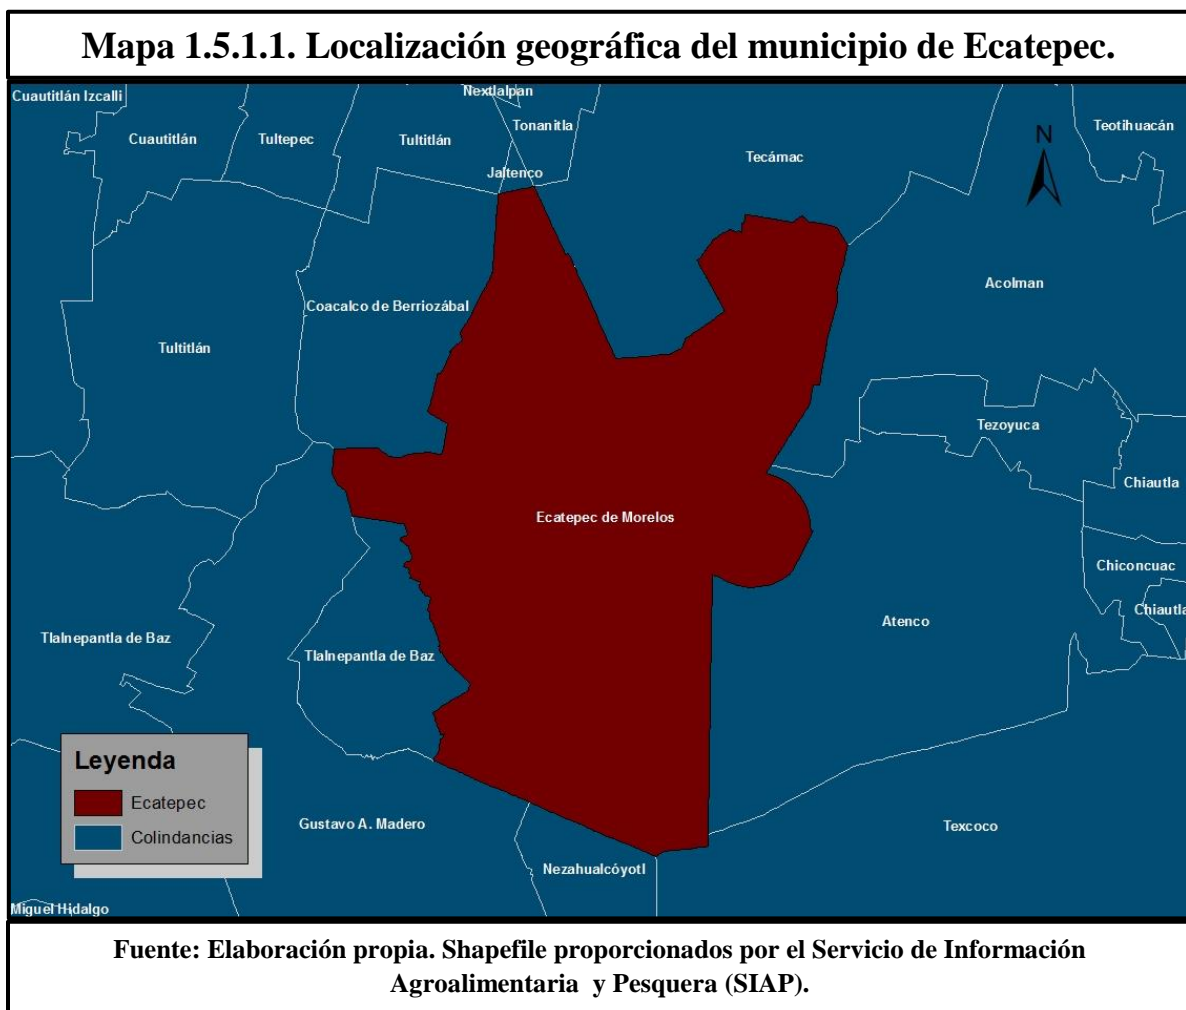 Mapa 1.5.1.1. Localización geográfica del municipio de Ecatepec.
Nextlalpan
Cuautitlán Izcalli
Tonanitla
Teotihuacán
N
Cuautitlán
Tultepec
Tultitlán
Tecámac
Jaltenco
Acolman
Coacalco de Berriozábal
Tultitlán
Tezoyuca
Chiautla
Ecatepec de Morelos
Chiconcuac
Chiautla
Atenco
Tlalnepantla de Baz
Tlalnepantla de Baz
Leyenda
Ecatepec
Colindancias
Gustavo A. Madero
Texcoco
Nezahualcóyotl
Miguel Hidalgo
Fuente: Elaboración propia. Shapefile proporcionados por el Servicio de Información
Agroalimentaria y Pesquera (SIAP).